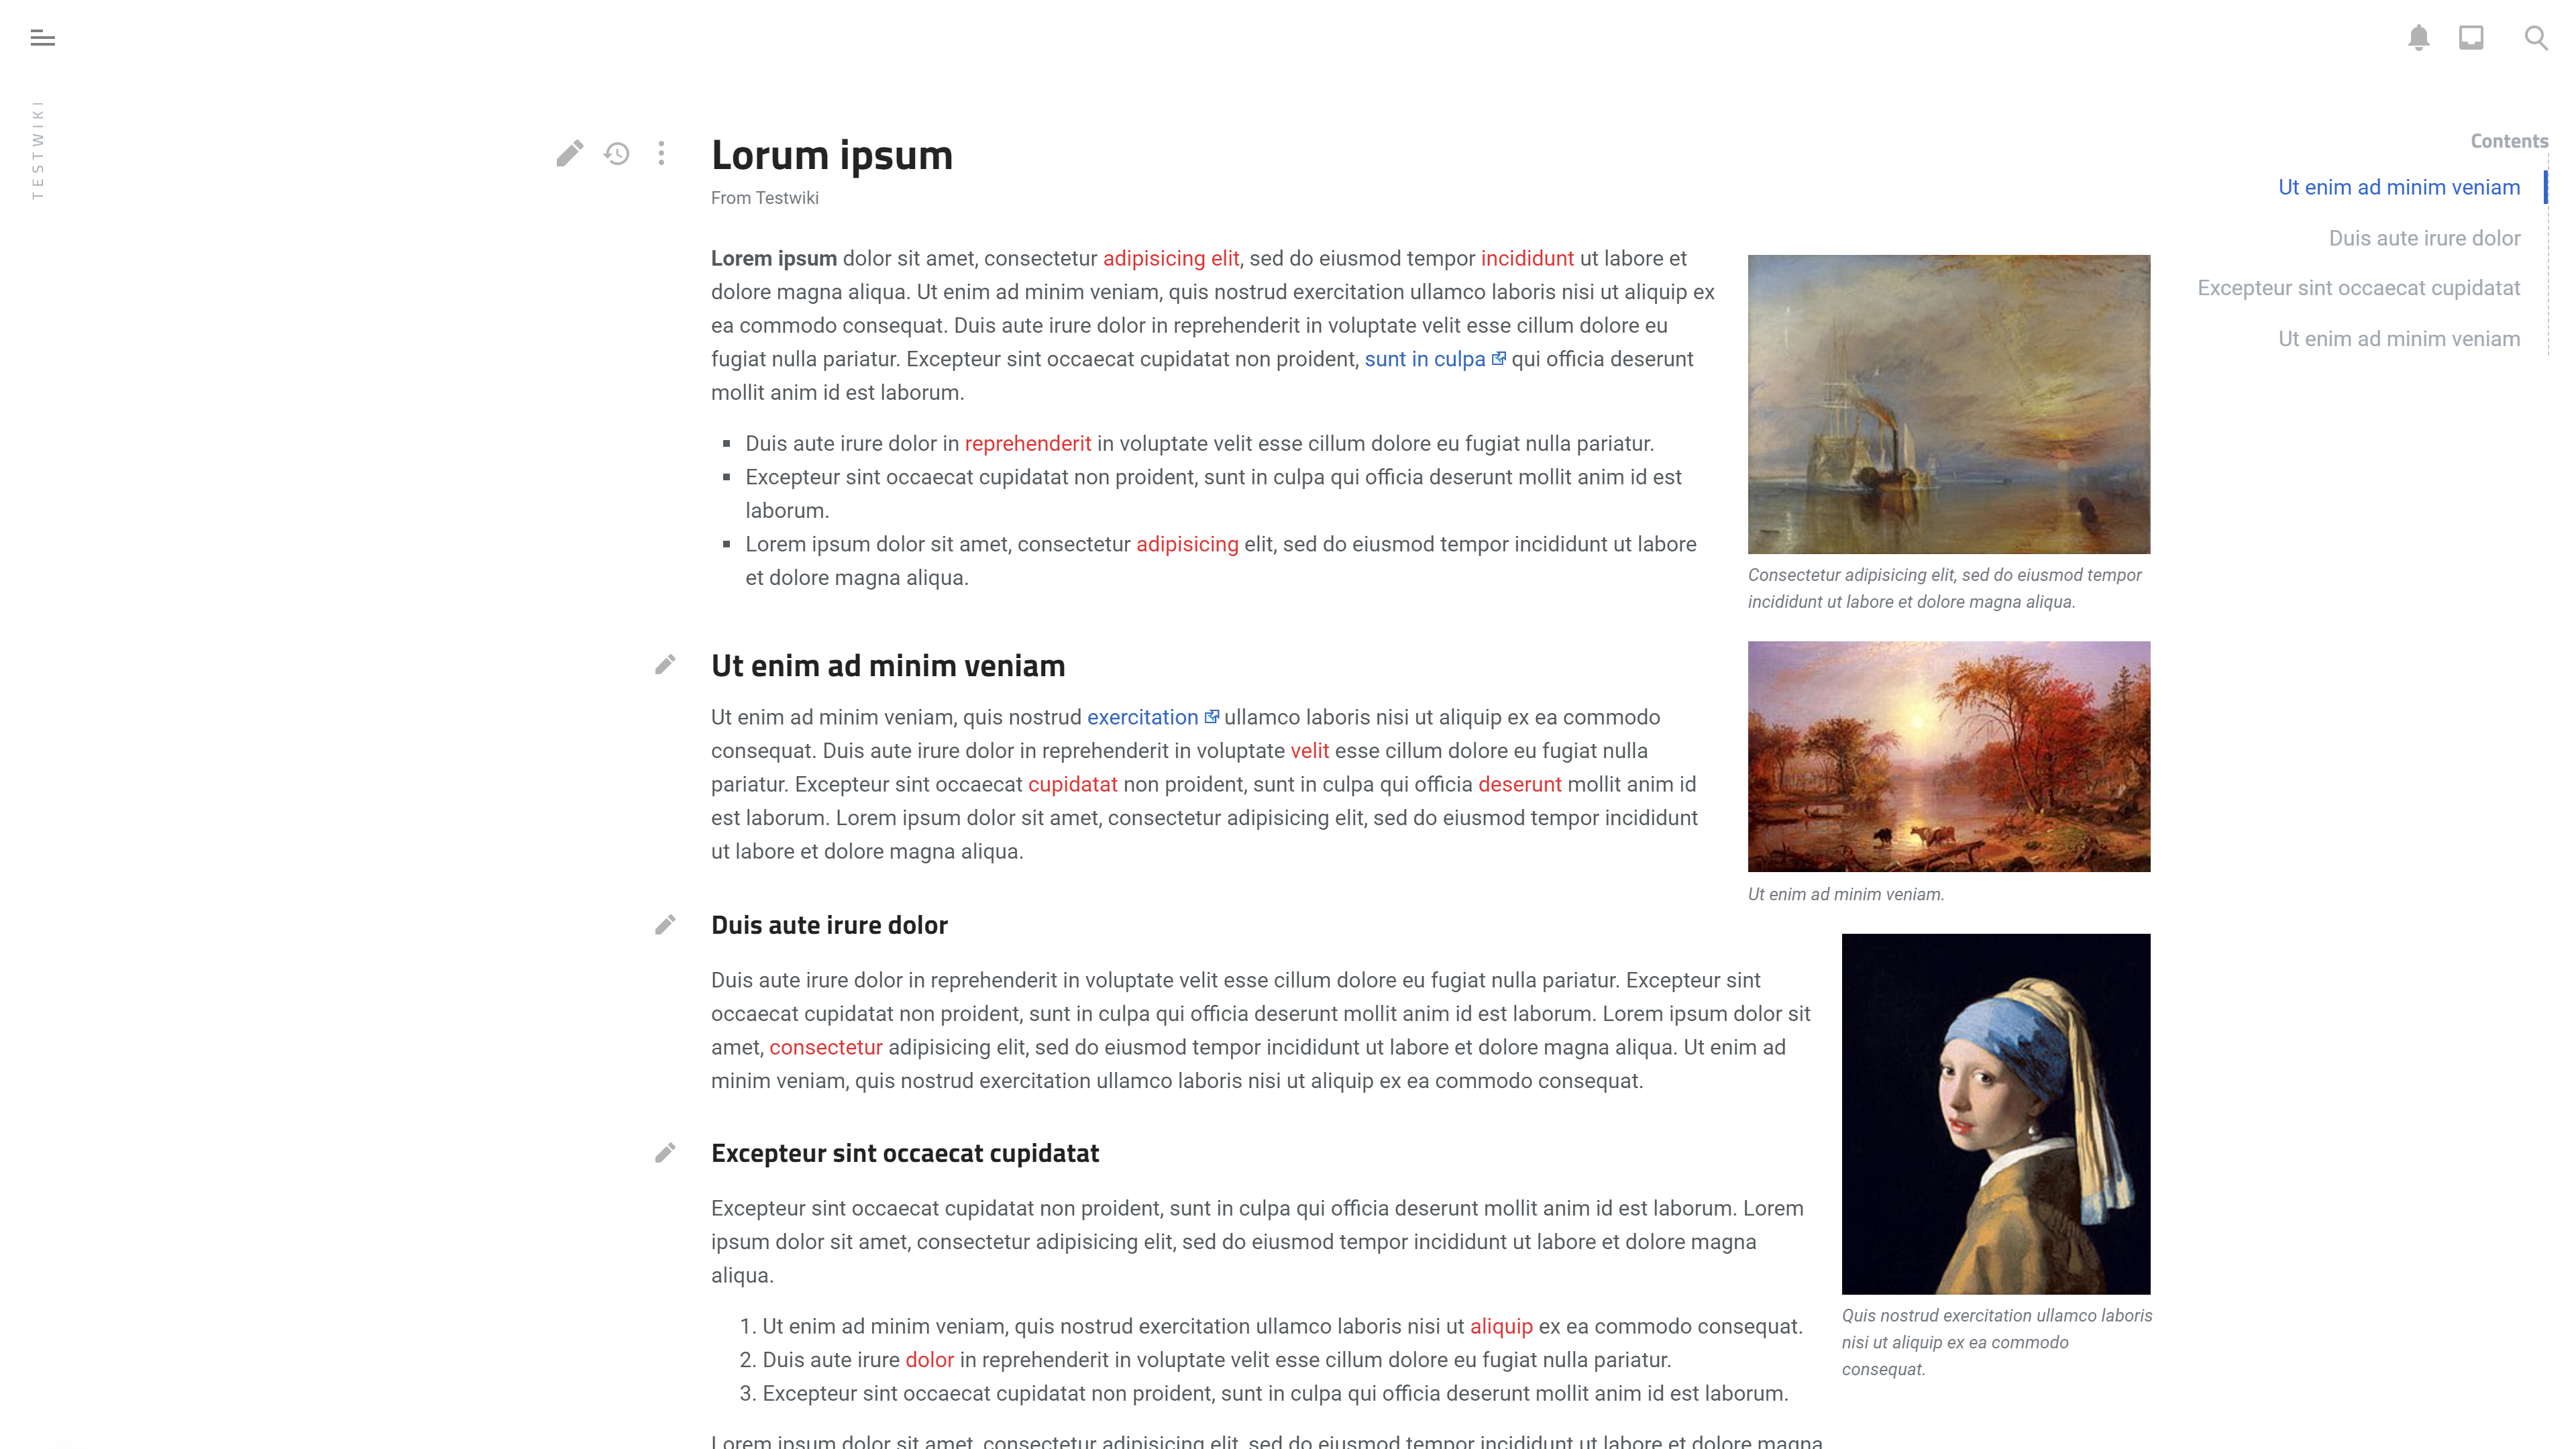 TESTWIKI
Lorum ipsum
From Testwiki
Lorem ipsum dolor sit amet, consectetur adipisicing elit, sed do eiusmod tempor incididunt ut labore et
dolore magna aliqua. Ut enim ad minim veniam, quis nostrud exercitation ullamco laboris nisi ut aliquip ex
ea commodo consequat. Duis aute irure dolor in reprehenderit in voluptate velit esse cillum dolore eu
fugiat nulla pariatur. Excepteur sint occaecat cupidatat non proident, sunt in culpa qui officia deserunt
mollit anim id est laborum.
Duis aute irure dolor in reprehenderit in voluptate velit esse cillum dolore eu fugiat nulla pariatur.
Excepteur sint occaecat cupidatat non proident, sunt in culpa qui officia deserunt mollit anim id est
laborum.
Lorem ipsum dolor sit amet, consectetur adipisicing elit, sed do eiusmod tempor incididunt ut labore
et dolore magna aliqua.
Consectetur adipisicing elit, sed do eiusmod tempor
incididunt ut labore et dolore magna aliqua.
Ut enim ad minim veniam
Ut enim ad minim veniam, quis nostrud exercitation ullamco laboris nisi ut aliquip ex ea commodo
consequat. Duis aute irure dolor in reprehenderit in voluptate velit esse cillum dolore eu fugiat nulla
pariatur. Excepteur sint occaecat cupidatat non proident, sunt in culpa qui officia deserunt mollit anim id
est laborum. Lorem ipsum dolor sit amet, consectetur adipisicing elit, sed do eiusmod tempor incididunt
ut labore et dolore magna aliqua.
Ut enim ad minim veniam.
Duis aute irure dolor
Duis aute irure dolor in reprehenderit in voluptate velit esse cillum dolore eu fugiat nulla pariatur. Excepteur sint
occaecat cupidatat non proident, sunt in culpa qui officia deserunt mollit anim id est laborum. Lorem ipsum dolor sit
amet, consectetur adipisicing elit, sed do eiusmod tempor incididunt ut labore et dolore magna aliqua. Ut enim ad
minim veniam, quis nostrud exercitation ullamco laboris nisi ut aliquip ex ea commodo consequat.
Excepteur sint occaecat cupidatat
Excepteur sint occaecat cupidatat non proident, sunt in culpa qui officia deserunt mollit anim id est laborum. Lorem
ipsum dolor sit amet, consectetur adipisicing elit, sed do eiusmod tempor incididunt ut labore et dolore magna
aliqua.
1. Ut enim ad minim veniam, quis nostrud exercitation ullamco laboris nisi ut aliquip ex ea commodo consequat.
2. Duis aute irure dolor in reprehenderit in voluptate velit esse cillum dolore eu fugiat nulla pariatur.
3. Excepteur sint occaecat cupidatat non proident, sunt in culpa qui officia deserunt mollit anim id est laborum.
Quis nostrud exercitation ullamco laboris
nisi ut aliquip ex ea commodo
consequat.
Lorem ipsum dolor sit amet, consectetur adipisicing elit, sed do eiusmod tempor incididunt ut labore et dolore magna
Contents
Ut enim ad minim veniam
Duis aute irure dolor
Excepteur sint occaecat cupidatat
Ut enim ad minim veniam